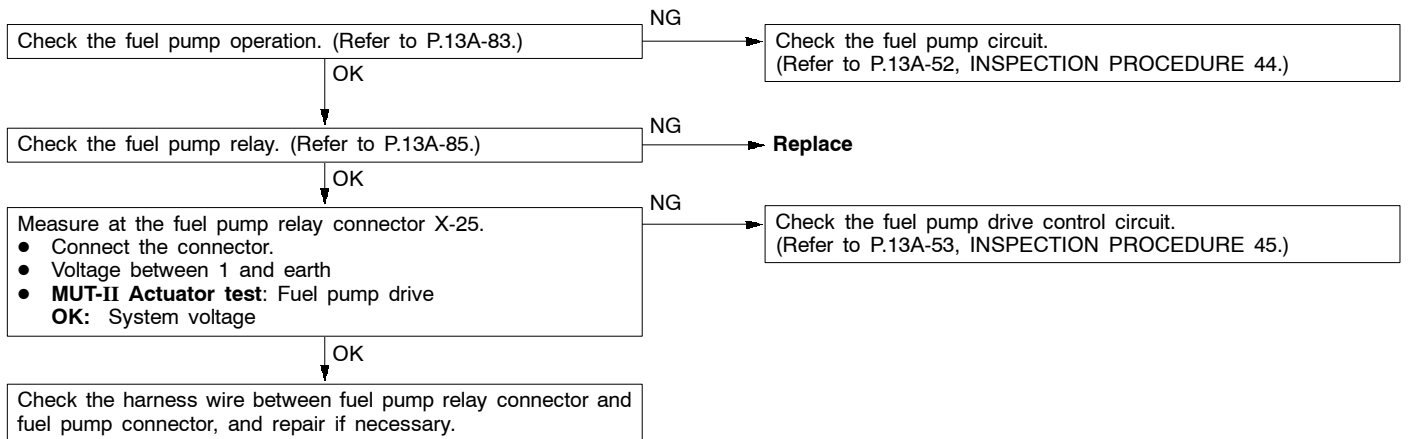 Check the fuel pump operation. (Refer to P.13A-83.)
NG
Check the fuel pump circuit.
(Refer to P.13A-52, INSPECTION PROCEDURE 44.)
OK
Check the fuel pump relay. (Refer to P.13A-85.)
NG
Replace
OK
Measure at the fuel pump relay connector X-25.
● Connect the connector.
● Voltage between 1 and earth
● MUT-II Actuator test: Fuel pump drive
OK: System voltage
NG
Check the fuel pump drive control circuit.
(Refer to P.13A-53, INSPECTION PROCEDURE 45.)
OK
Check the harness wire between fuel pump relay connector and
fuel pump connector, and repair if necessary.